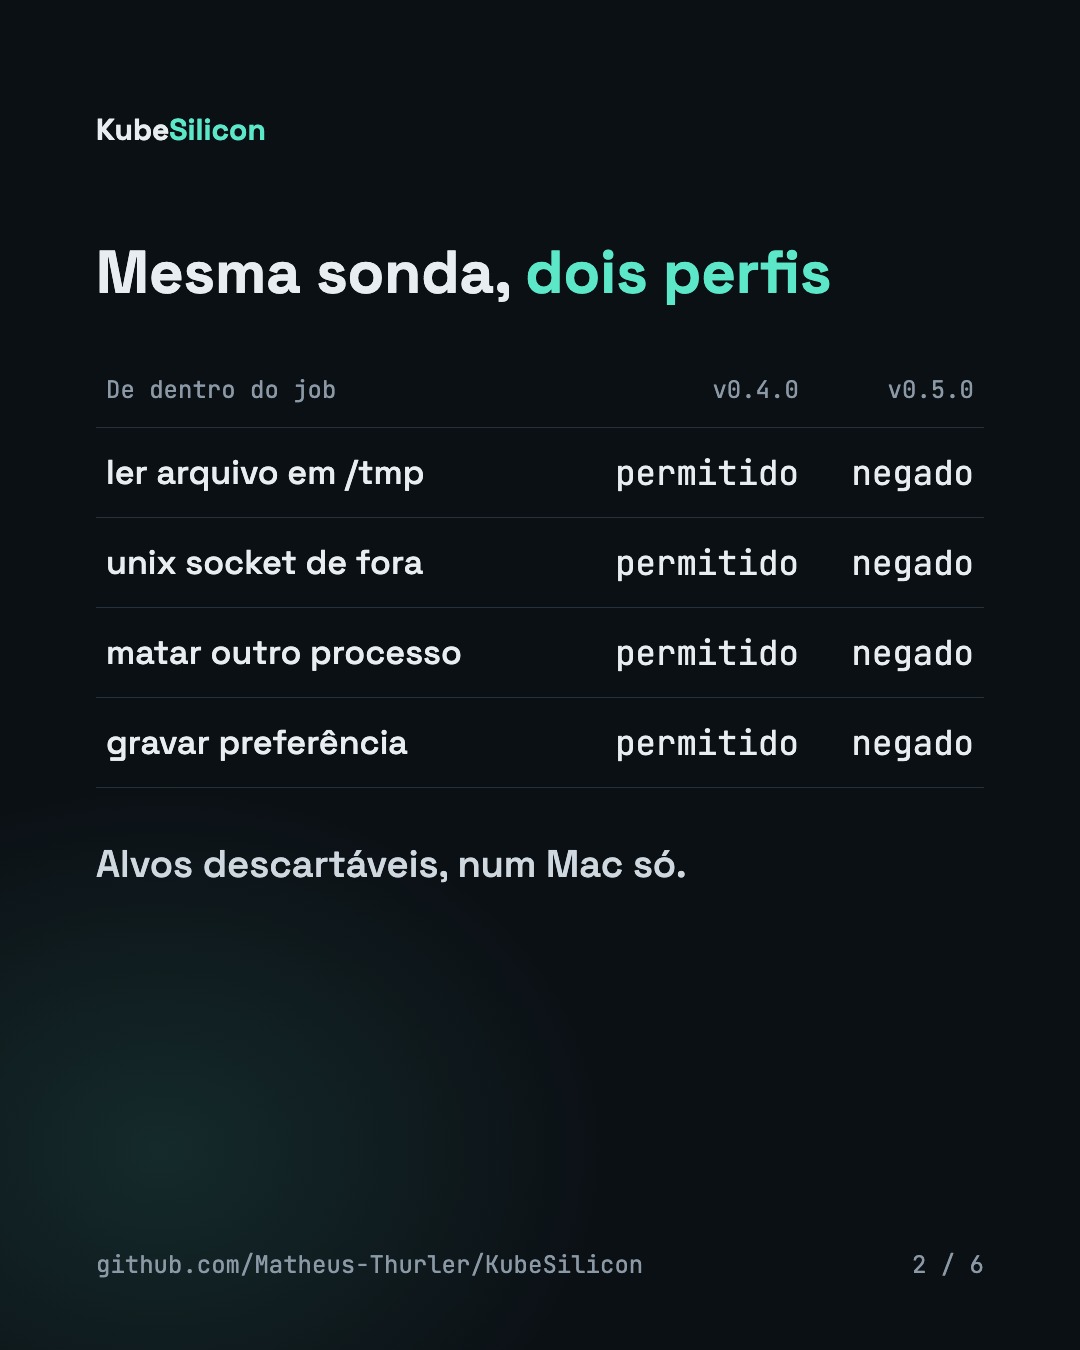 KubeSilicon
Mesma sonda, dois perfis
De dentro do job v0.4.0 v0.5.0
ler arquivo em /tmp permitido negado
unix socket de fora permitido negado
matar outro processo permitido negado
gravar preferência permitido negado
Alvos descartáveis, num Mac só.
github.com/Matheus-Thurler/KubeSilicon 2 / 6